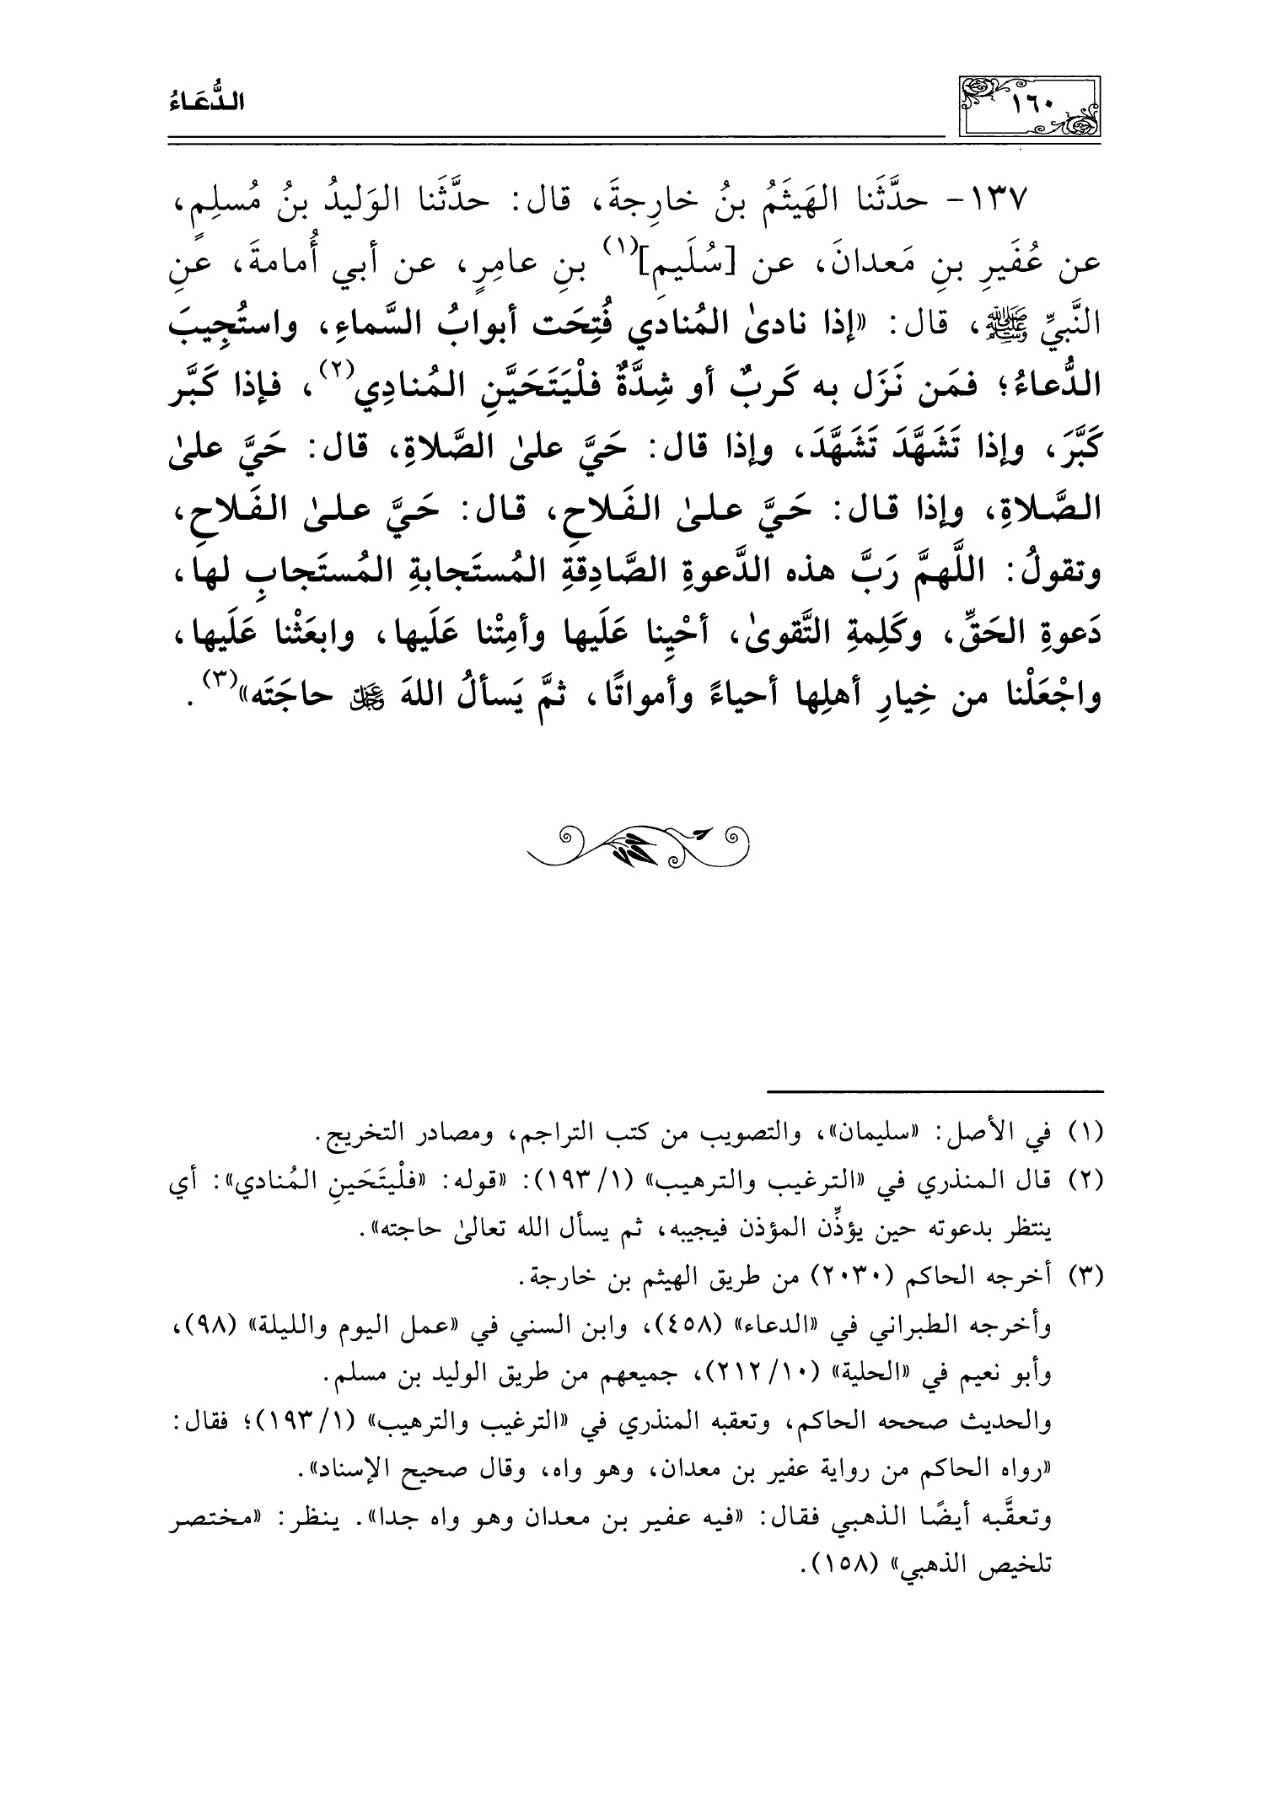 ١٦٠
الدُّعَاءُ
١٣٧- حدَّثَنا الهَيثَمُ بنُ خارِجةَ، قال: حدَّثَنا الوَليدُ بنُ مُسلِمٍ،
عن عُفَيرِ بنِ مَعدانَ، عن [سُلَيمِ](١) بنِ عامِرٍ، عن أبي أُمامةَ، عَنِ
النَّبيِّ ﷺ، قال: «إذا نادىٰ المُنادي فُتِحَت أبوابُ السَّماءِ، واستُجِيبَ
الدُّعاءُ؛ فمَن نَزَل به كَربٌ أو شِدَّةٌ فلْيَتَحَيَّنِ المُنادِي(٢)، فإذا كَبَّر
كَبَّرَ، وإذا تَشَهَّدَ تَشَهَّدَ، وإذا قال: حَيَّ علىٰ الصَّلاةِ، قال: حَيَّ علىٰ
الصَّلاةِ، وإذا قال: حَيَّ علىٰ الفَلاحِ، قال: حَيَّ علىٰ الفَلاحِ،
وتقولُ: اللَّهمَّ رَبَّ هذه الدَّعوةِ الصَّادِقةِ المُستَجابةِ المُستَجابِ لها،
دَعوةِ الحَقِّ، وكَلِمةِ التَّقوىٰ، أحْيِنا عَلَيها وأمِتْنا عَلَيها، وابعَثْنا عَلَيها،
واجْعَلْنا من خِيارِ أهلِها أحياءً وأمواتًا، ثمَّ يَسألُ اللهَ ﷿ حاجَتَه»(٣).
(١) في الأصل: «سليمان»، والتصويب من كتب التراجم، ومصادر التخريج.
(٢) قال المنذري في «الترغيب والترهيب» (١/ ١٩٣): «قوله: «فلْيتَحَينِ المُنادي»: أي
ينتظر بدعوته حين يؤذِّن المؤذن فيجيبه، ثم يسأل الله تعالىٰ حاجته».
(٣) أخرجه الحاكم (٢٠٣٠) من طريق الهيثم بن خارجة.
وأخرجه الطبراني في «الدعاء» (٤٥٨)، وابن السني في «عمل اليوم والليلة» (٩٨)،
وأبو نعيم في «الحلية» (١٠/ ٢١٢)، جميعهم من طريق الوليد بن مسلم.
والحديث صححه الحاكم، وتعقبه المنذري في «الترغيب والترهيب» (١/ ١٩٣)؛ فقال:
«رواه الحاكم من رواية عفير بن معدان، وهو واه، وقال صحيح الإسناد».
وتعقَّبه أيضًا الذهبي فقال: «فيه عفير بن معدان وهو واه جدا». ينظر: «مختصر
تلخيص الذهبي» (١٥٨).